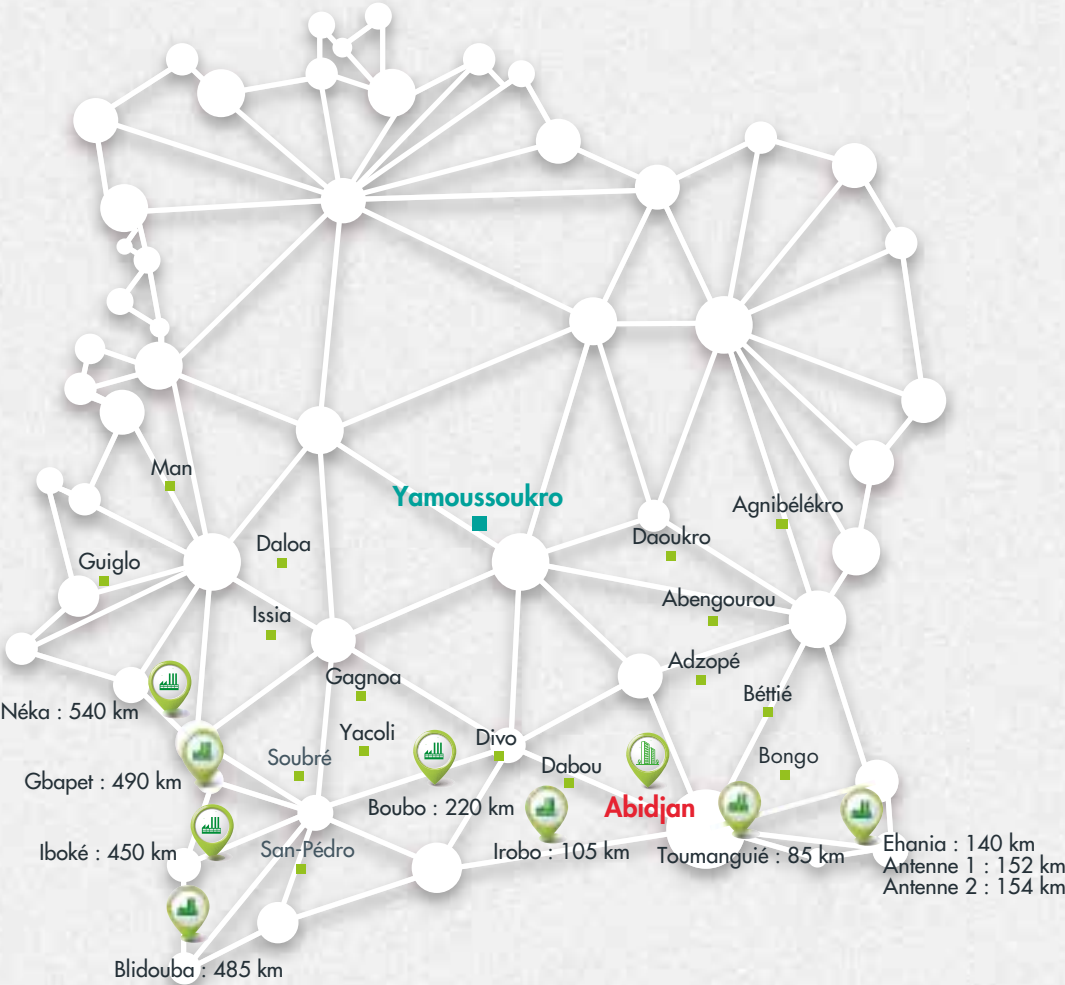 Man
Yamoussoukro
Agnibélékro
Daoukro
Daloa
Guiglo
Abengourou
Issia
Adzopé
Gagnoa
Béttié
Néka : 540 km
Yacoli
Divo
Soubré
Bongo
Dabou
Gbapet : 490 km
Boubo : 220 km
Abidjan
Ehania : 140 km
Antenne 1 : 152 km
Antenne 2 : 154 km
Iboké : 450 km
San-Pédro
Irobo : 105 km
Toumanguié : 85 km
Blidouba : 485 km